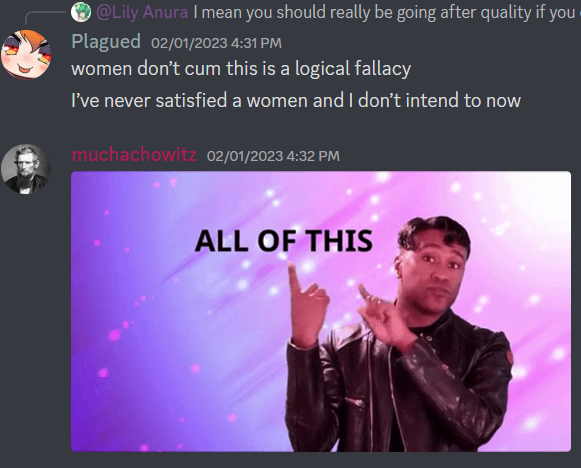 @Lily Anura I mean you should really be going after quality if you
Plagued 02/01/2023 4:31 PM
women don’t cum this is a logical fallacy
I’ve never satisfied a women and I don’t intend to now
muchachowitz 02/01/2023 4:32 PM
ALL OF THIS